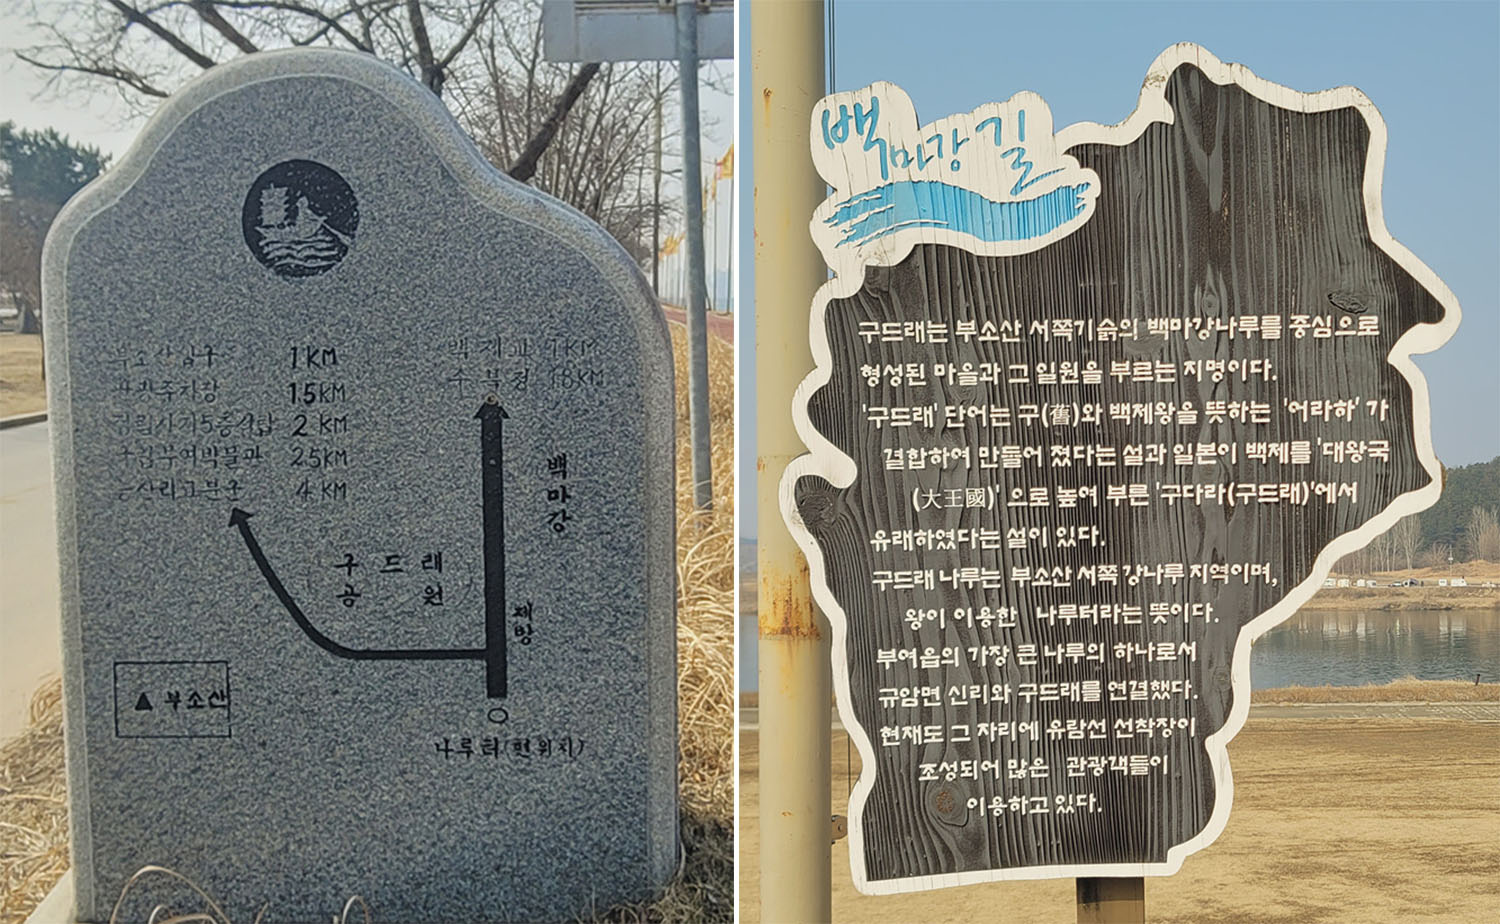 부소산입구 1KM
1.5KM
정림사지5층석탑 2KM
국립부여박물관 2.5KM
능산리고분군 4KM
백제교 1KM
수북정 1.8KM
백마강
구드래
공원
제방
▲ 부소산
나루터(현위치)
백마강길
구드래는 부소산 서쪽기슭의 백마강나루를 중심으로
형성된 마을과 그 일원을 부르는 지명이다.
'구드래' 단어는 구(舊)와 백제왕을 뜻하는 '어라하' 가
결합하여 만들어 졌다는 설과 일본이 백제를 '대왕국
(大王國)' 으로 높여 부른 '구다라(구드래)'에서
유래하였다는 설이 있다.
구드래 나루는 부소산 서쪽 강나루 지역이며,
왕이 이용한 나루터라는 뜻이다.
부여읍의 가장 큰 나루의 하나로서
규암면 신리와 구드래를 연결했다.
현재도 그 자리에 유람선 선착장이
조성되어 많은 관광객들이
이용하고 있다.